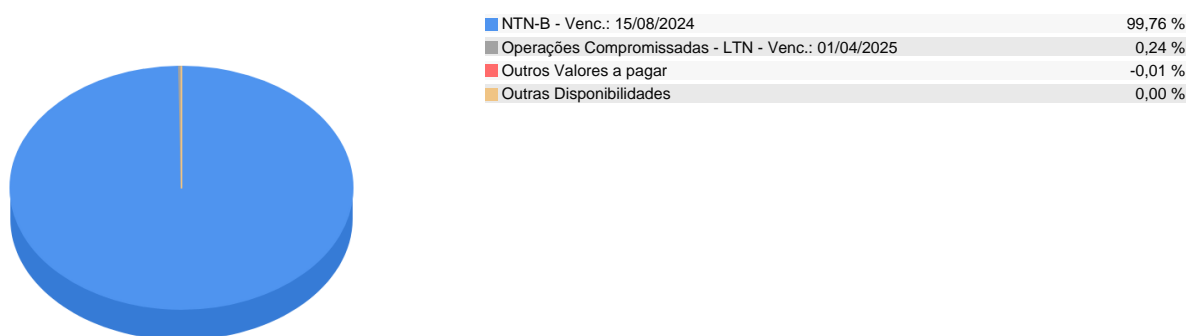 NTN-B - Venc.: 15/08/2024 99,76 %
Operações Compromissadas - LTN - Venc.: 01/04/2025 0,24 %
Outros Valores a pagar -0,01 %
Outras Disponibilidades 0,00 %